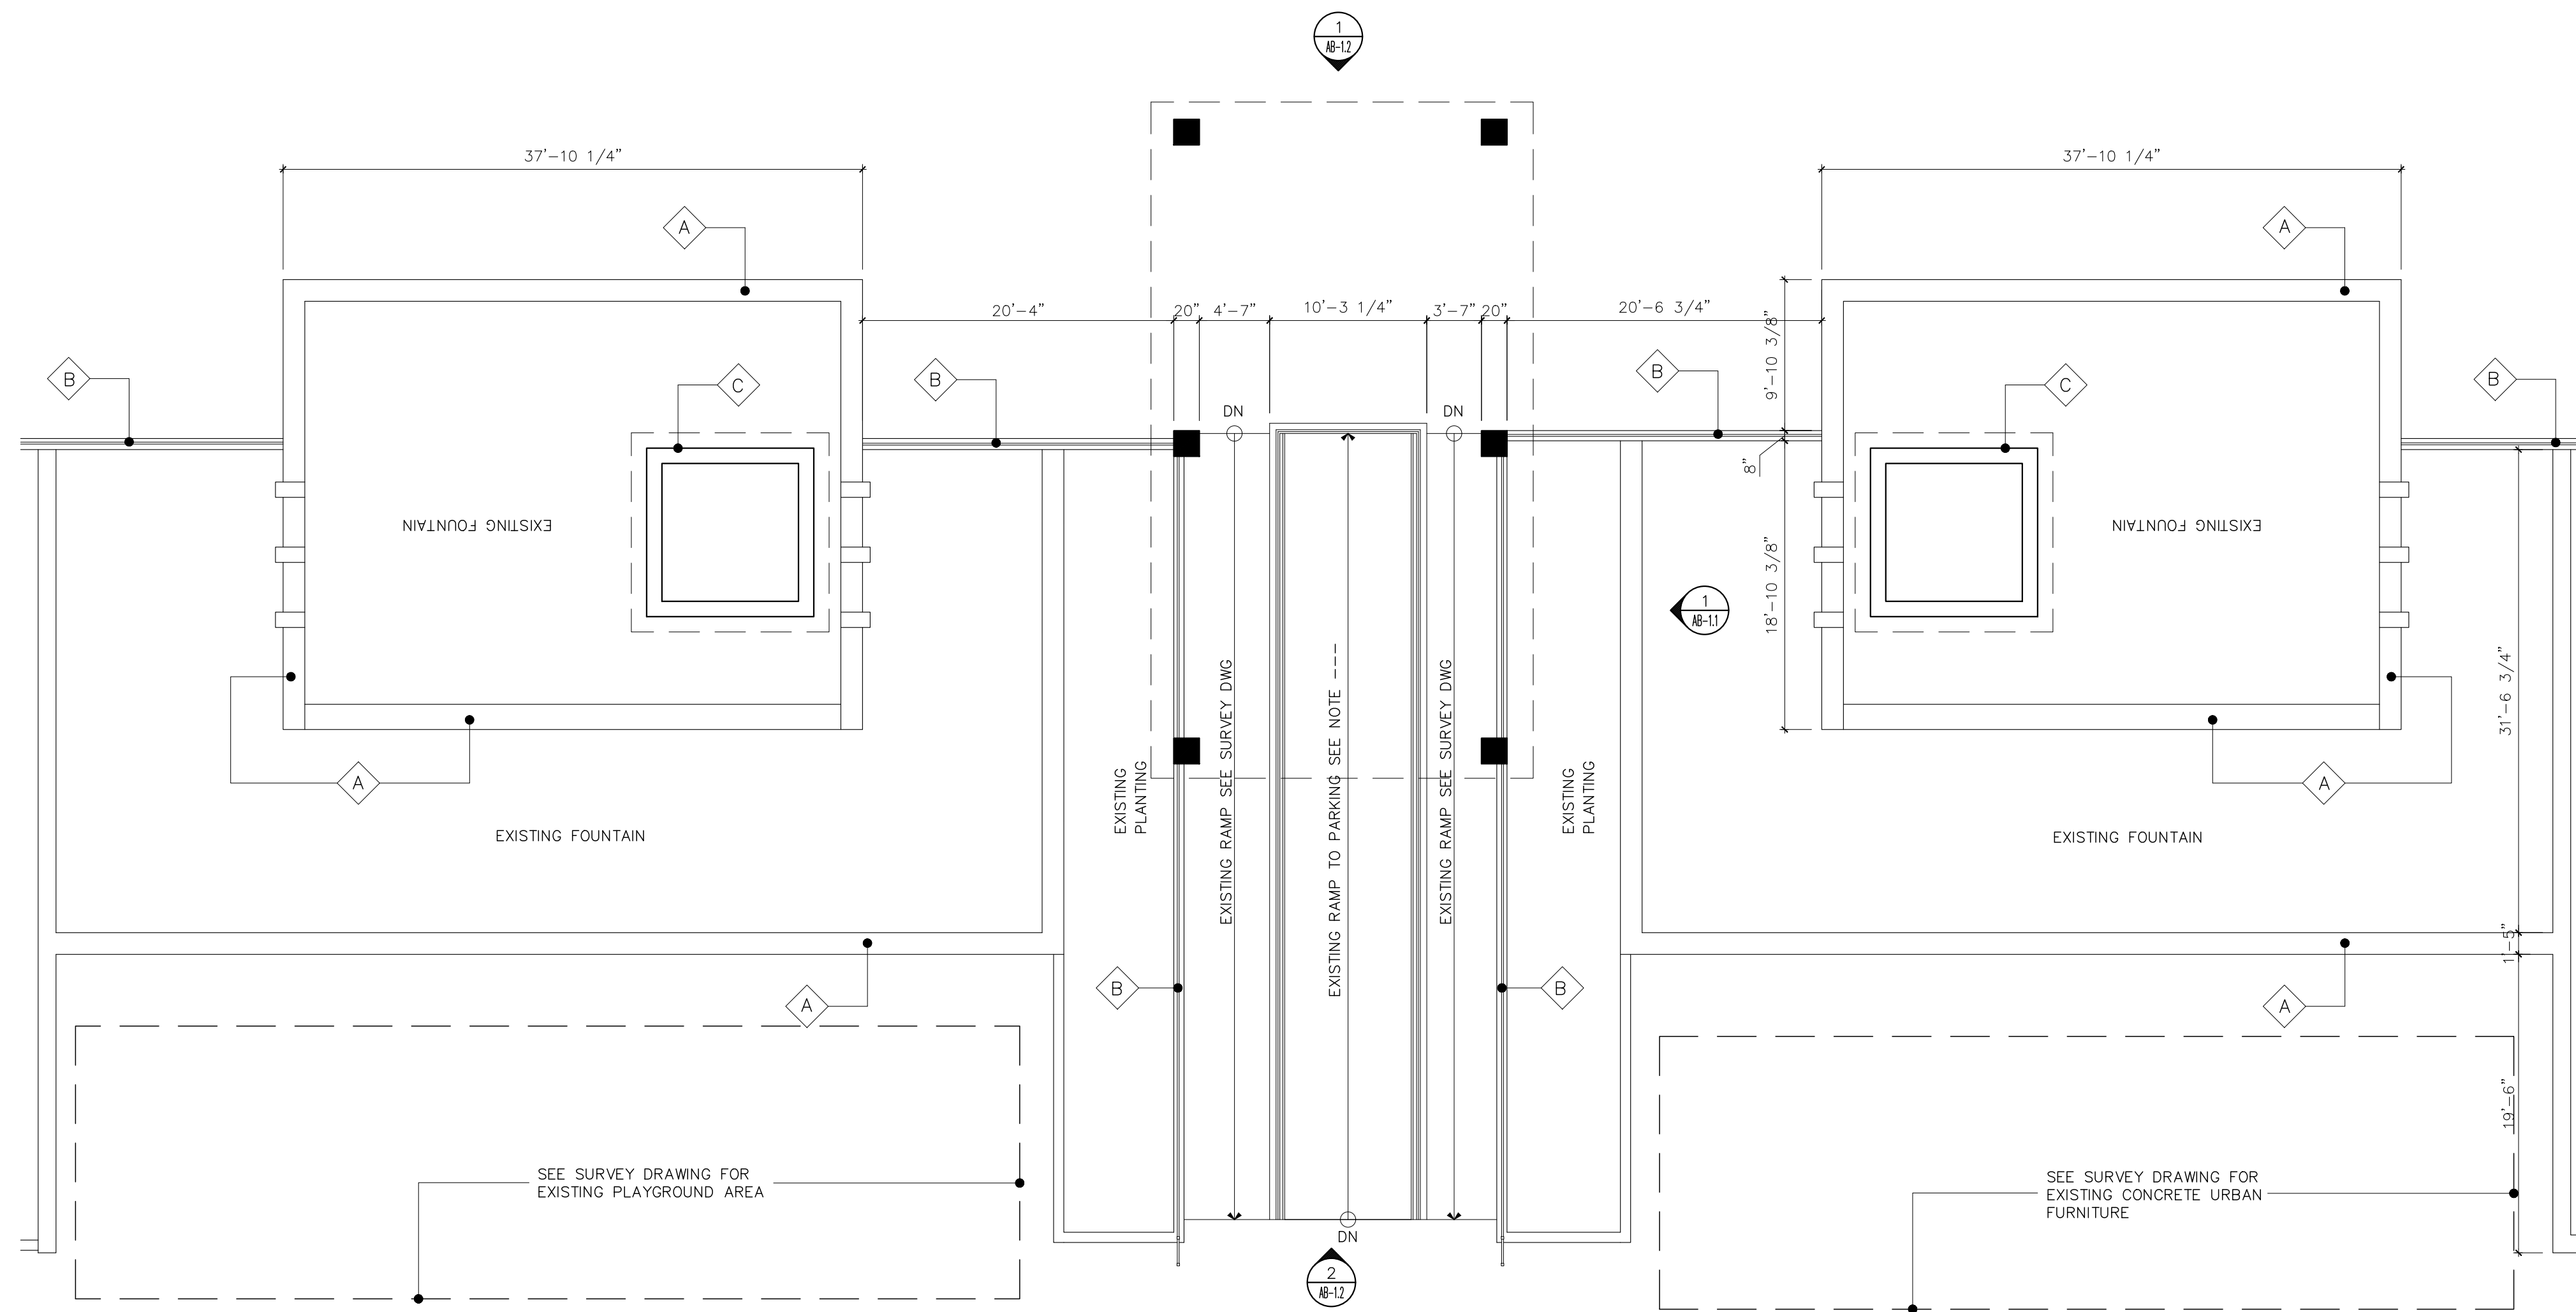 1
AB-1.2
37'-10 1/4"
37'-10 1/4"
A
A
20'-4"
20"
4'-7"
10'-3 1/4"
3'-7"
20"
20'-6 3/4"
9'-10 3/8"
B
C
B
DN
DN
B
C
B
8"
EXISTING FOUNTAIN
EXISTING FOUNTAIN
18'-10 3/8"
1
AB-1.1
31'-6 3/4"
EXISTING RAMP SEE SURVEY DWG
EXISTING RAMP TO PARKING SEE NOTE ---
EXISTING RAMP SEE SURVEY DWG
A
A
EXISTING
PLANTING
EXISTING
PLANTING
EXISTING FOUNTAIN
EXISTING FOUNTAIN
1'-5"
B
B
A
A
19'-6"
SEE SURVEY DRAWING FOR
EXISTING PLAYGROUND AREA
SEE SURVEY DRAWING FOR
EXISTING CONCRETE URBAN
FURNITURE
DN
2
AB-1.2